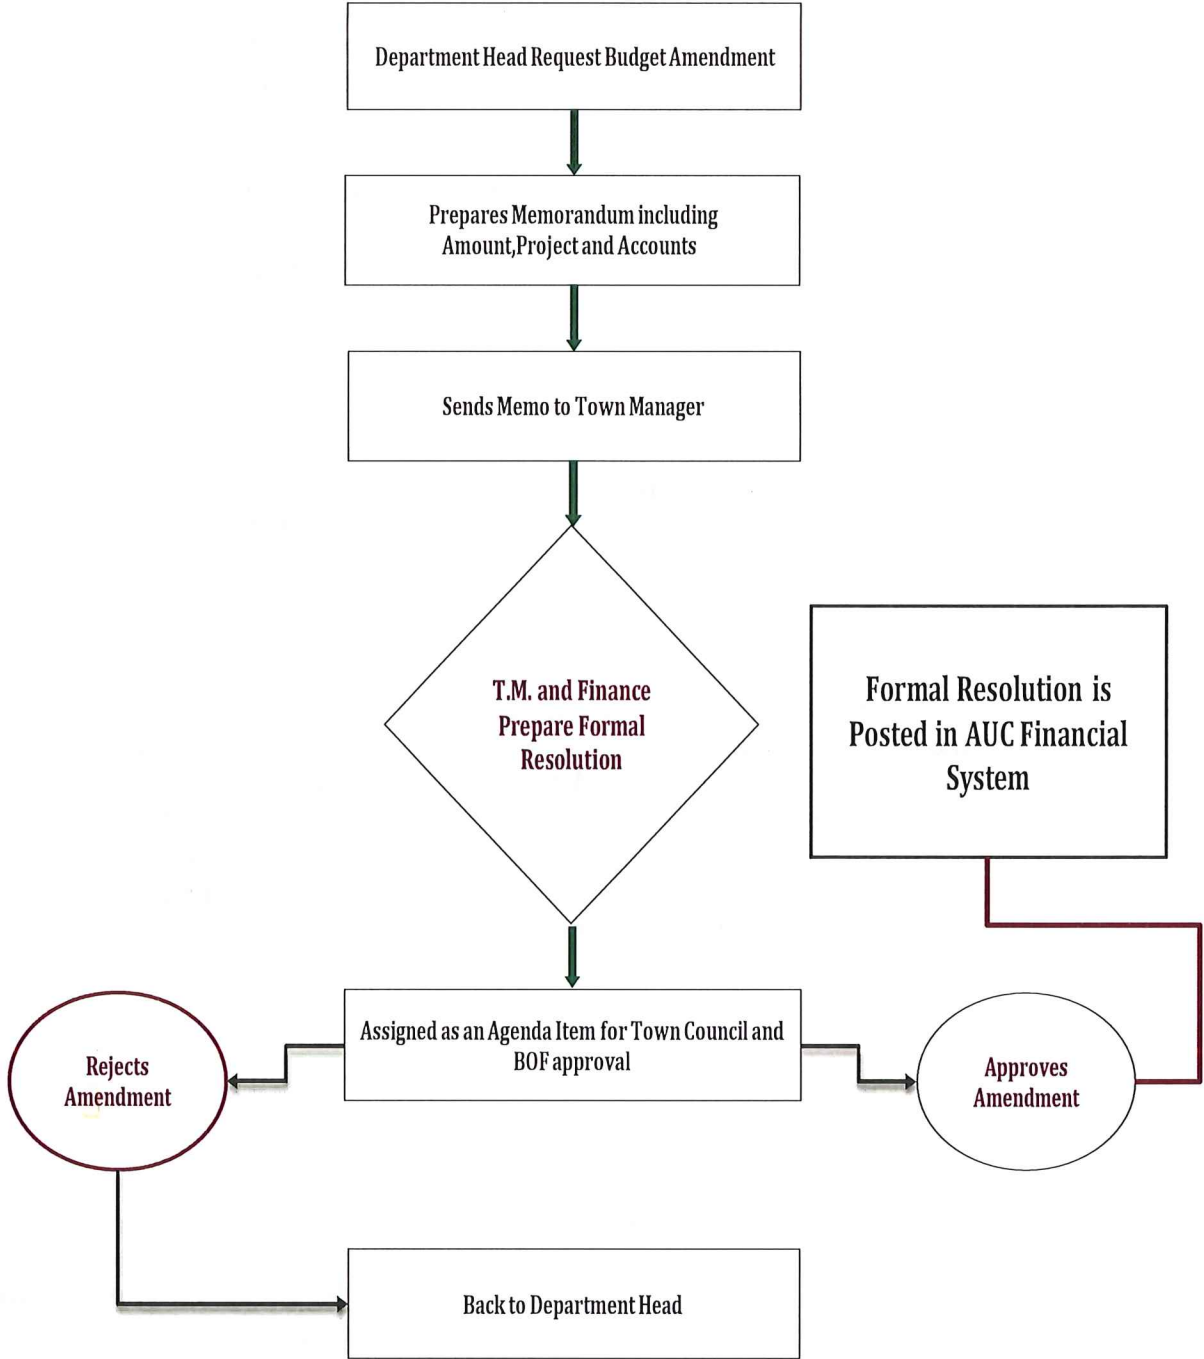 Department Head Request Budget Amendment
Prepares Memorandum including
Amount,Project and Accounts
Sends Memo to Town Manager
T.M. and Finance
Prepare Formal
Resolution
Formal Resolution is
Posted in AUC Financial
System
Assigned as an Agenda Item for Town Council and
BOF approval
Rejects
Amendment
Approves
Amendment
Back to Department Head